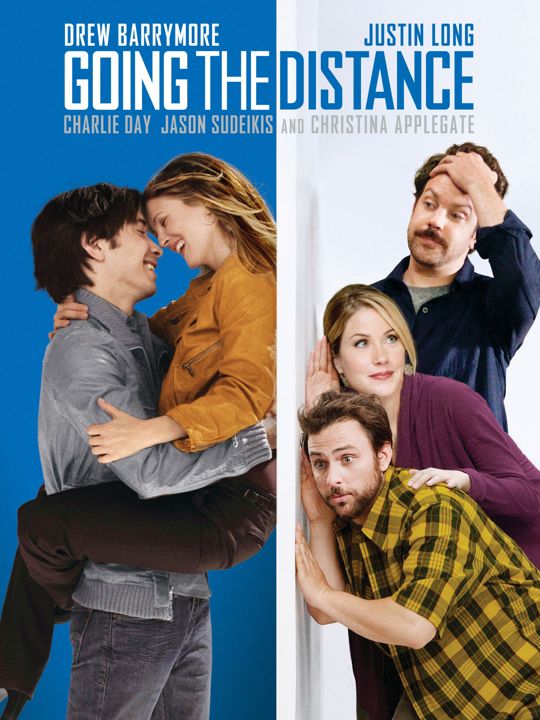 DREW BARRYMORE JUSTIN LONG
GOING THE DISTANCE
CHARLIE DAY JASON SUDEIKIS AND CHRISTINA APPLEGATE